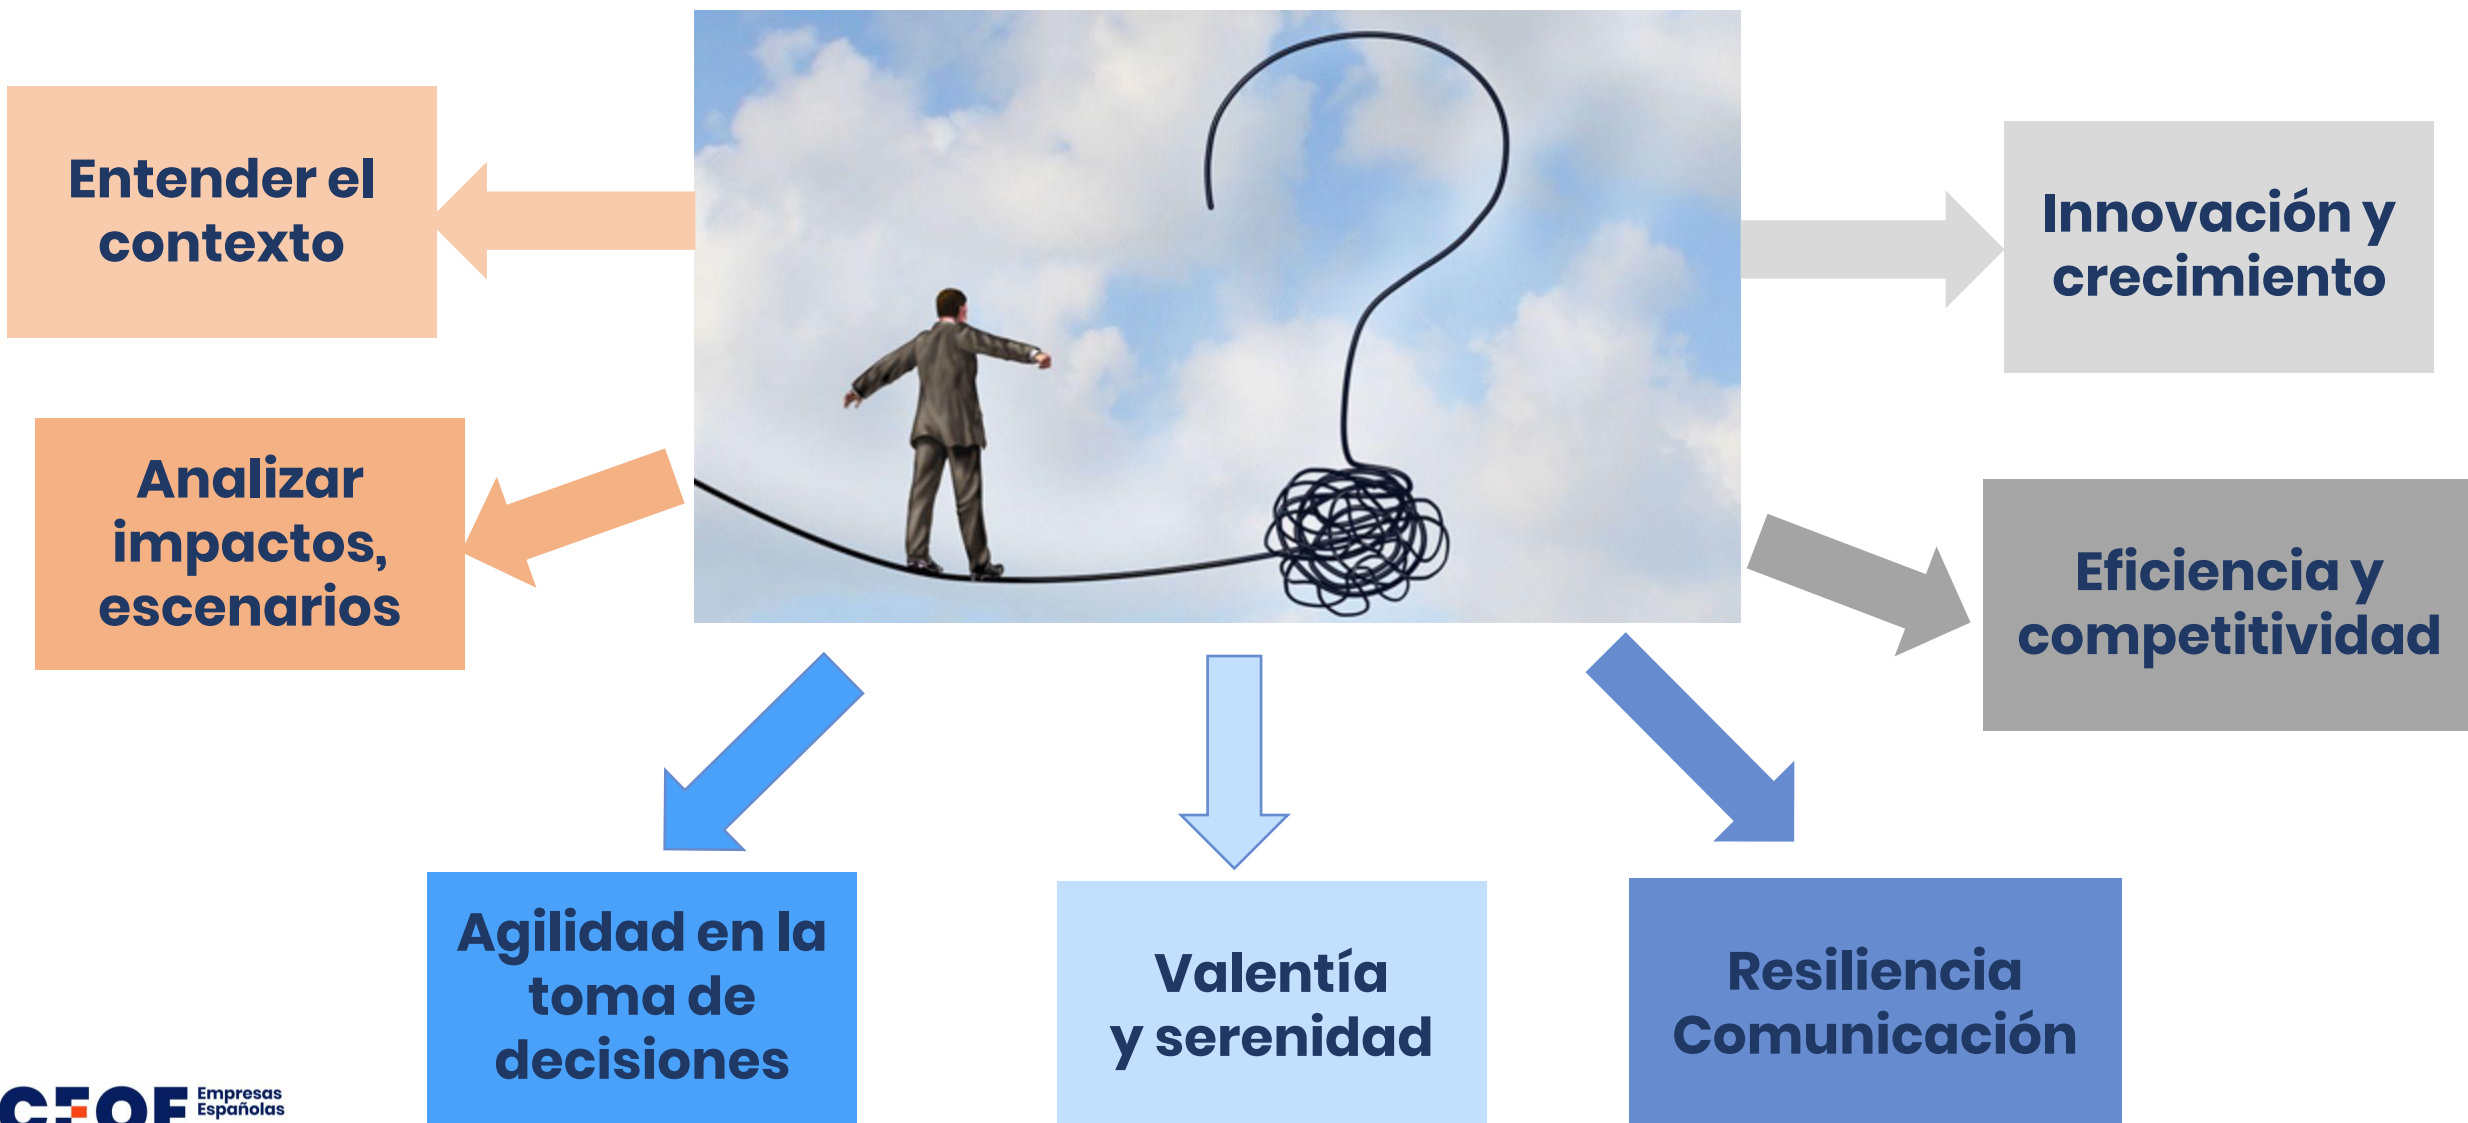 Entender el
contexto
Innovación y
crecimiento
Analizar
impactos,
escenarios
Eficiencia y
competitividad
Agilidad en la
toma de
decisiones
Valentía
y serenidad
Resiliencia
Comunicación
CEOE
Empresas
Españolas